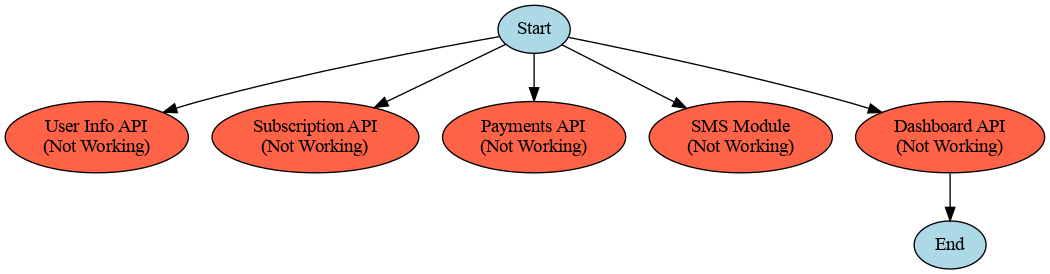 Start
User Info API
(Not Working)
Subscription API
(Not Working)
Payments API
(Not Working)
SMS Module
(Not Working)
Dashboard API
(Not Working)
End